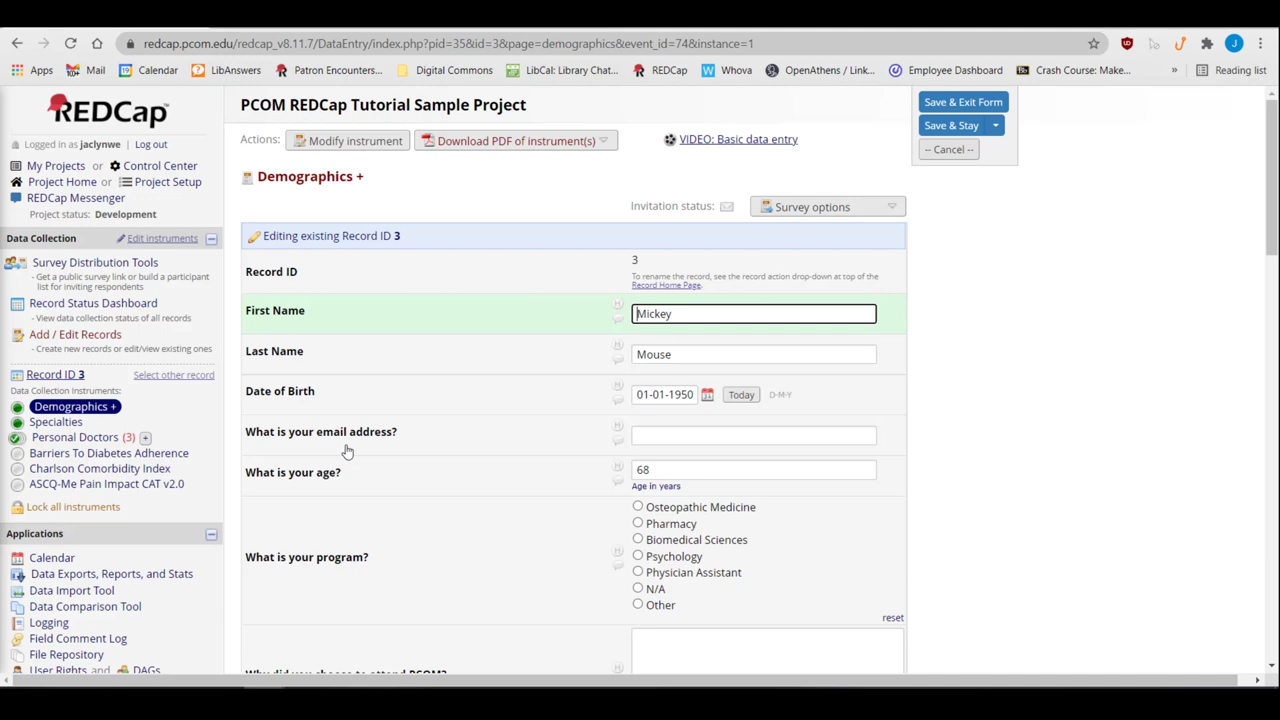 redcap.pcom.edu/redcap_v8.11.7/DataEntry/index.php?pid=35&id=3&page=demographics&event_id=74&instance=1
Apps 10+ Mail Calendar LibAnswers Patron Encounters... Digital Commons LibCal: Library Chat... REDCap Whova OpenAthens / Link... Employee Dashboard Crash Course: Make... » Reading list
REDCap
Logged in as jaclynwe | Log out
My Projects or Control Center
Project Home or Project Setup
REDCap Messenger
Project status: Development
Data Collection Edit instruments
Survey Distribution Tools
- Get a public survey link or build a participant
list for inviting respondents
Record Status Dashboard
- View data collection status of all records
Add / Edit Records
- Create new records or edit/view existing ones
Record ID 3 Select other record
Data Collection Instruments:
Demographics +
Specialties
Personal Doctors (3) +
Barriers To Diabetes Adherence
Charlson Comorbidity Index
ASCQ-Me Pain Impact CAT v2.0
Lock all instruments
Applications
Calendar
Data Exports, Reports, and Stats
Data Import Tool
Data Comparison Tool
Logging
Field Comment Log
File Repository
User Rights and DAGs
PCOM REDCap Tutorial Sample Project
Actions: Modify instrument Download PDF of instrument(s) VIDEO: Basic data entry
Demographics +
Invitation status: Survey options
Editing existing Record ID 3
Record ID 3
To rename the record, see the record action drop-down at top of the
Record Home Page.
First Name Mickey
Last Name Mouse
Date of Birth 01-01-1950 Today D-M-Y
What is your email address?
What is your age? 68
Age in years
What is your program?
Osteopathic Medicine
Pharmacy
Biomedical Sciences
Psychology
Physician Assistant
N/A
Other
reset
Why did you choose to attend PCOM?
Save & Exit Form
Save & Stay
-- Cancel --